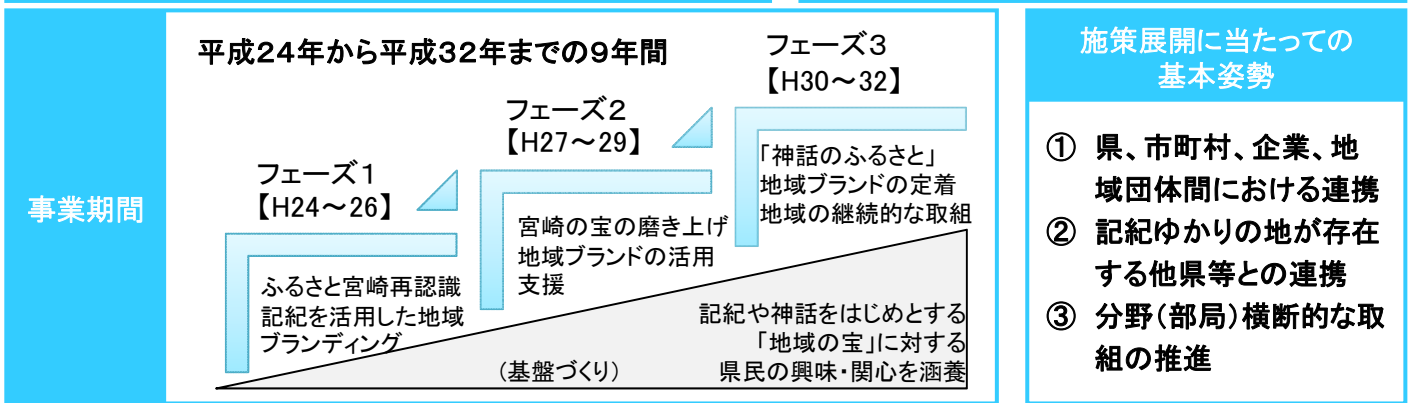 事業期間
平成24年から平成32年までの9年間
フェーズ1
【H24～26】
ふるさと宮崎再認識
記紀を活用した地域
ブランディング
フェーズ2
【H27～29】
宮崎の宝の磨き上げ
地域ブランドの活用
支援
フェーズ3
【H30～32】
「神話のふるさと」
地域ブランドの定着
地域の継続的な取組
(基盤づくり)
記紀や神話をはじめとする
「地域の宝」に対する
県民の興味・関心を涵養
施策展開に当たっての
基本姿勢
① 県、市町村、企業、地
域団体間における連携
② 記紀ゆかりの地が存在
する他県等との連携
③ 分野(部局)横断的な取
組の推進